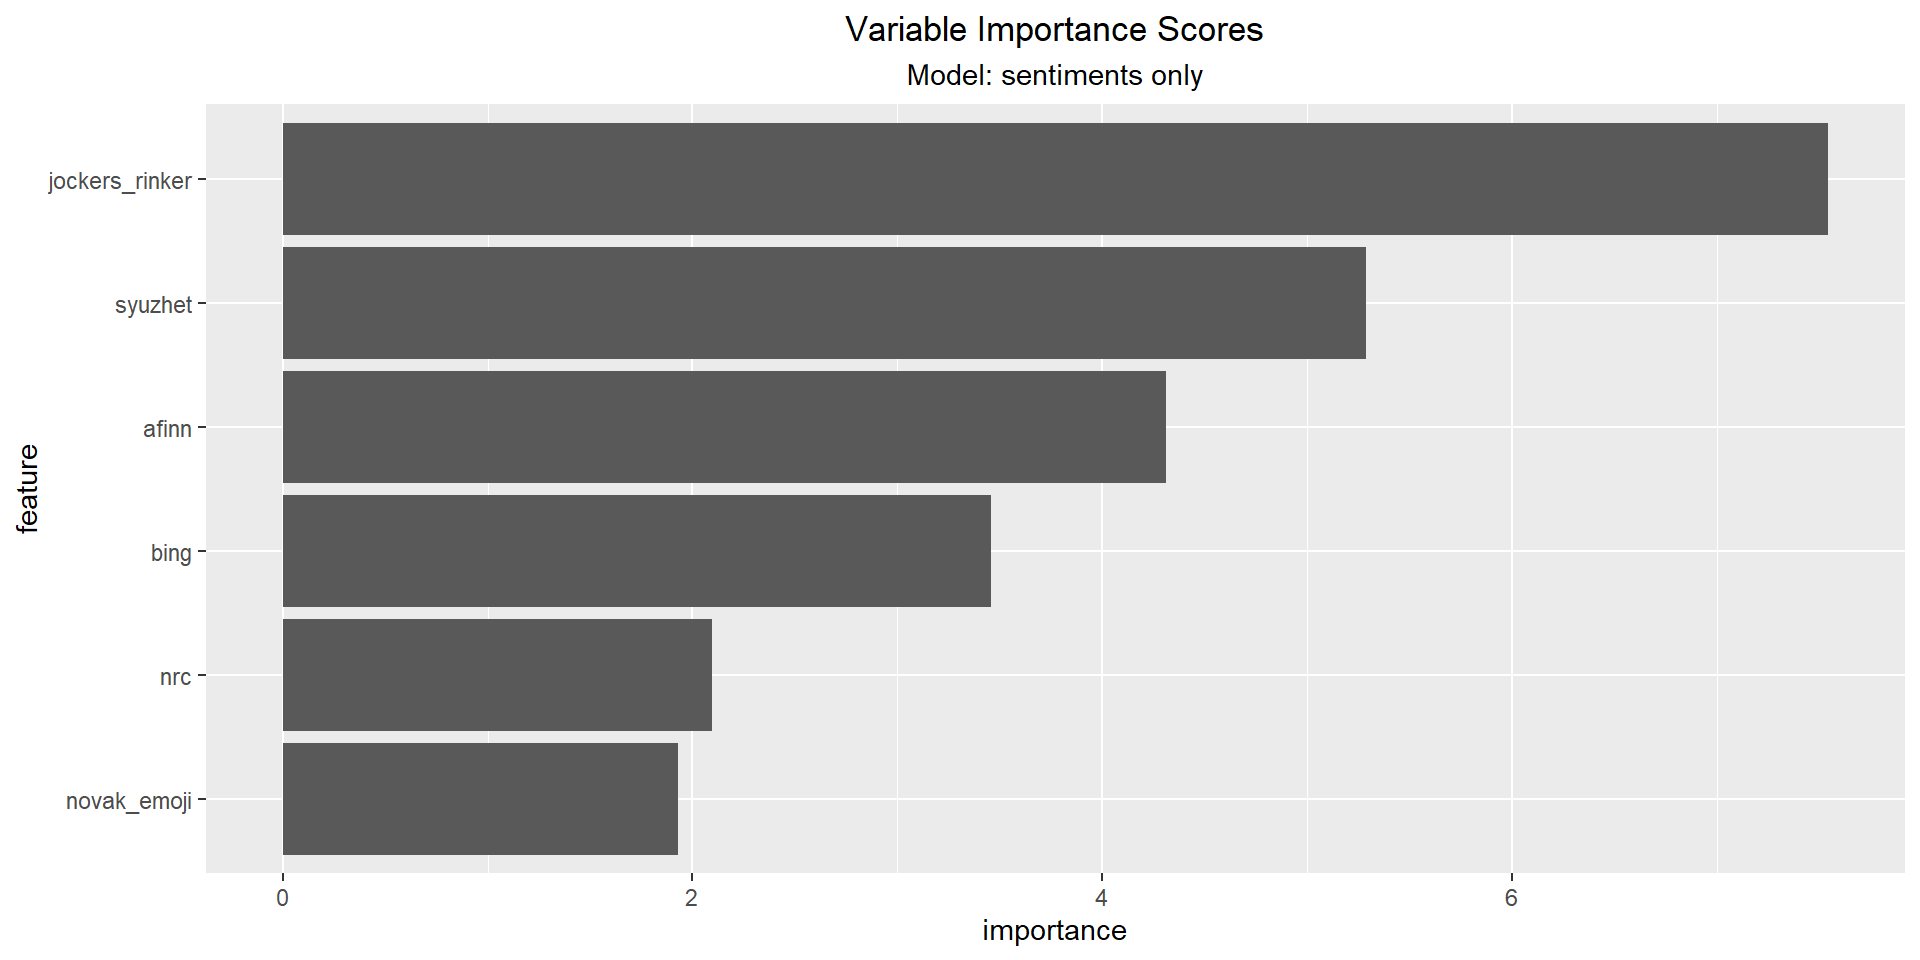 Variable Importance Scores
Model: sentiments only
feature
jockers_rinker
syuzhet
afinn
bing
nrc
novak_emoji
0 2 4 6
importance